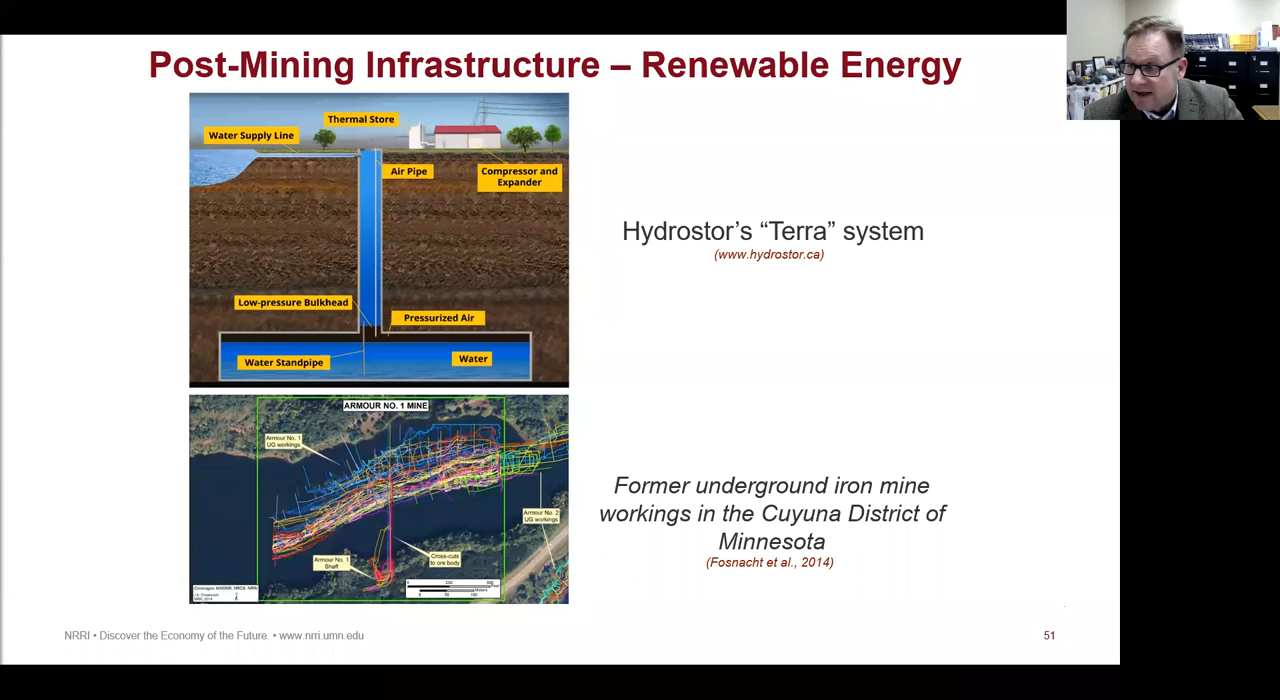 Post-Mining Infrastructure – Renewable Energy
Thermal Store
Water Supply Line
Air Pipe
Compressor and
Expander
Low-pressure Bulkhead
Pressurized Air
Water Standpipe
Water
Hydrostor’s “Terra” system
(www.hydrostor.ca)
ARMOUR NO. 1 MINE
Armour No. 1
UG workings
Armour No. 2
UG workings
Armour No. 1
Shaft
Cross-cuts
to ore body
Meters
Former underground iron mine
workings in the Cuyuna District of
Minnesota
(Fosnacht et al., 2014)
NRRI • Discover the Economy of the Future. • www.nrri.umn.edu
51